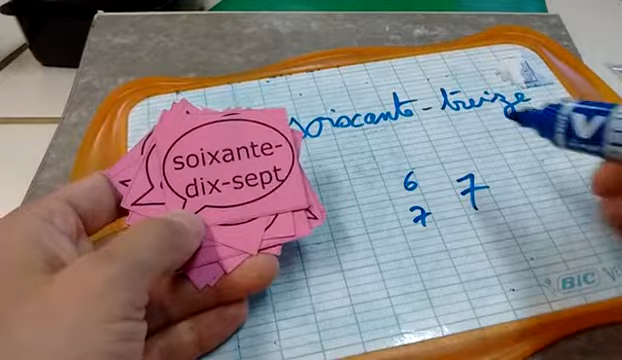 soixante-
dix-sept
soixante-treize
6
7
7
BIC
V